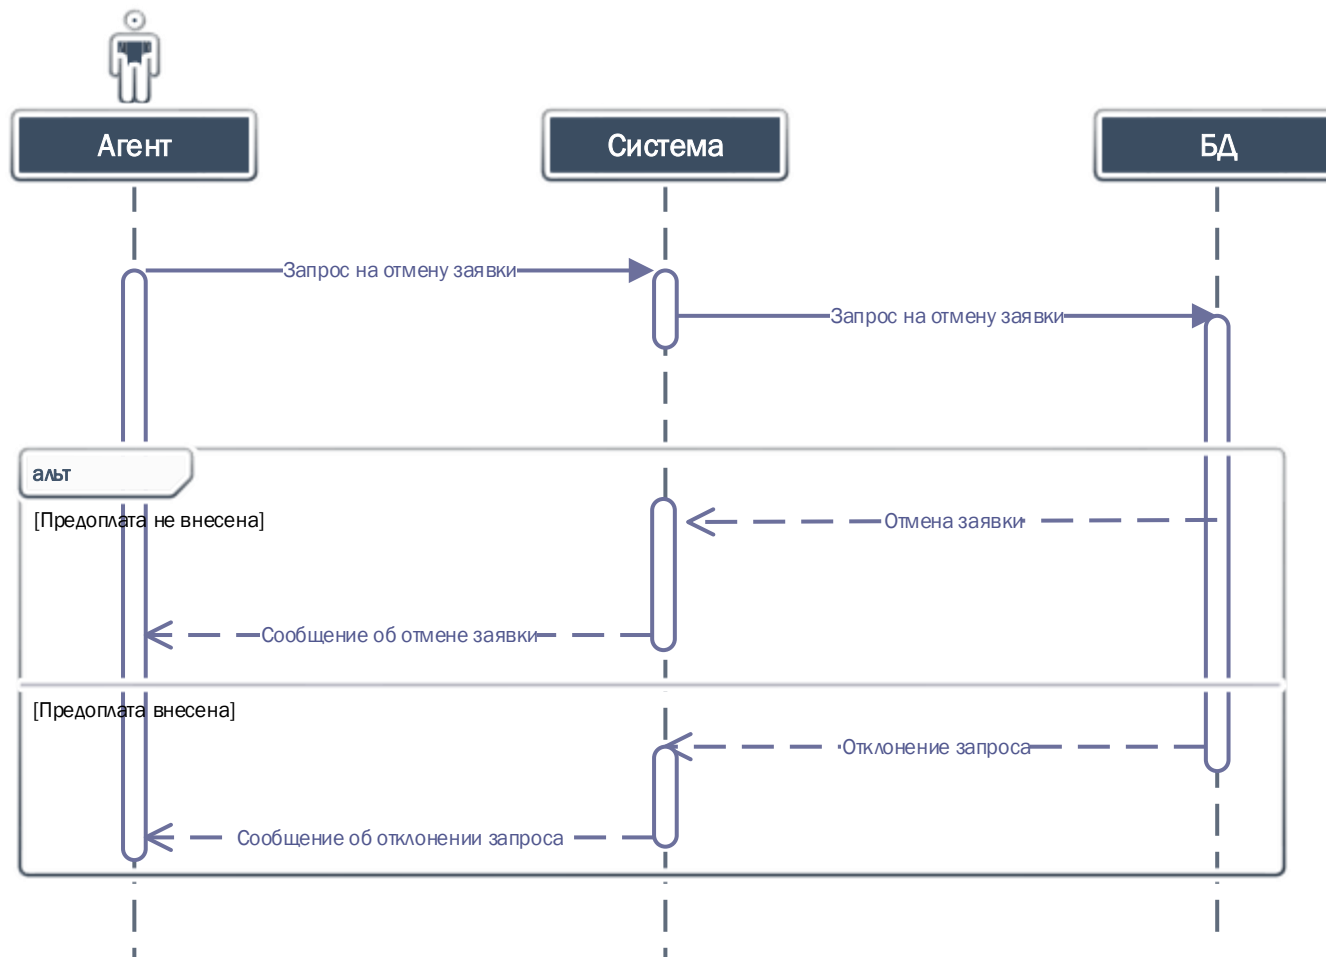 Агент
Система
БД
Запрос на отмену заявки
Запрос на отмену заявки
альт
[Предоплата не внесена]
Отмена заявки
Сообщение об отмене заявки
[Предоплата внесена]
Отклонение запроса
Сообщение об отклонении запроса